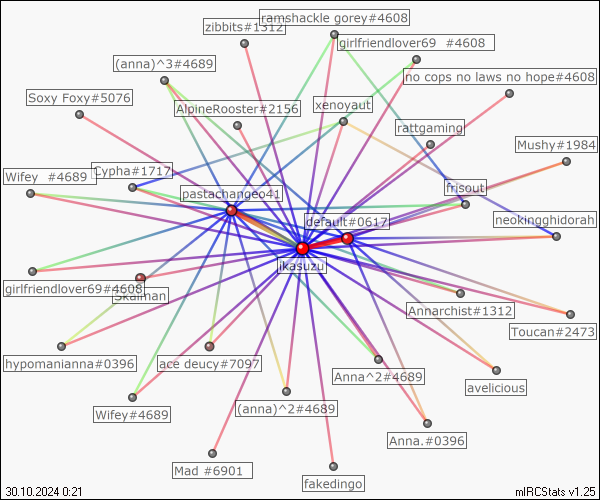 ramshackle gorey#4608
zibbits#1312
girlfriendlover69 #4608
(anna)^3#4689
no cops no laws no hope#4608
Soxy Foxy#5076
AlpineRooster#2156
xenoyaut
rattgaming
Mushy#1984
Wifey #4689
Cypha#1717
pastachangeo41
frisout
default#0617
neokingghidorah
ikasuzu
girlfriendlover69#4608
Skaiman
Annarchist#1312
Toucan#2473
hypomanianna#0396
ace deucy#7097
Anna^2#4689
avelicious
Wifey#4689
(anna)^2#4689
Anna.#0396
Mad #6901
fakedingo
30.10.2024 0:21
mIRCStats v1.25